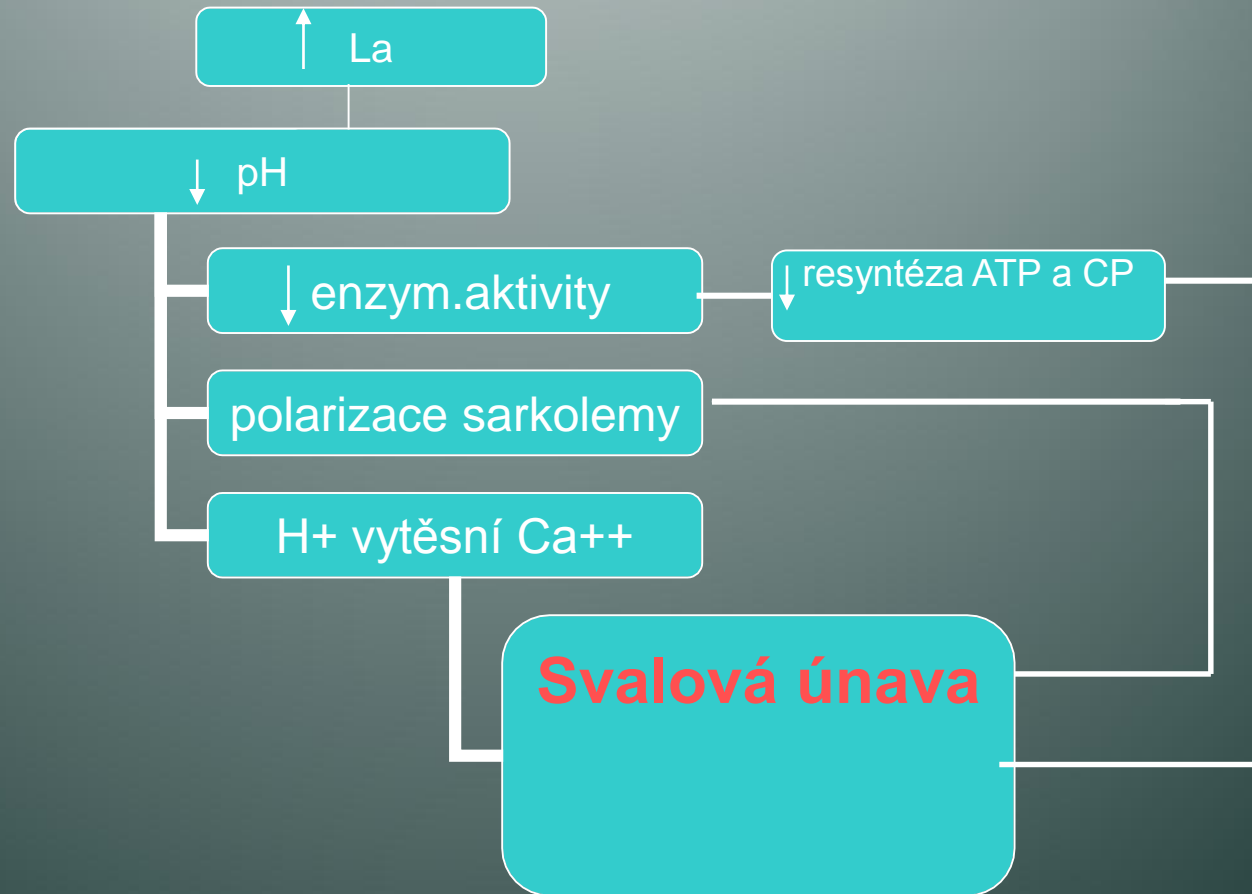 ↑ La
↓ pH
↓ enzym.aktivity
↓ resyntéza ATP a CP
polarizace sarkolemy
H+ vytěsní Ca++
Svalová únava